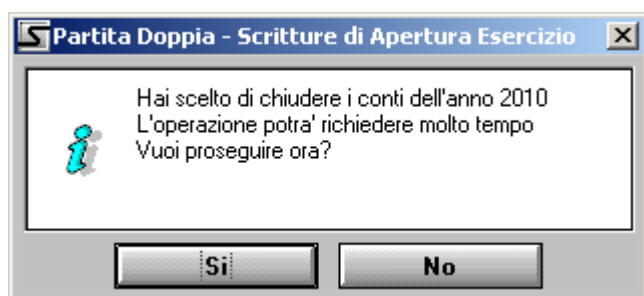 Partita Doppia - Scritture di Apertura Esercizio
Hai scelto di chiudere i conti dell'anno 2010
L'operazione potra' richiedere molto tempo
Vuoi proseguire ora?
Si
No